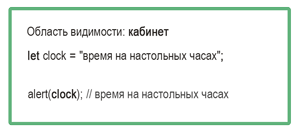 Область видимости: кабинет
let clock = "время на настольных часах";
alert(clock); // время на настольных часах